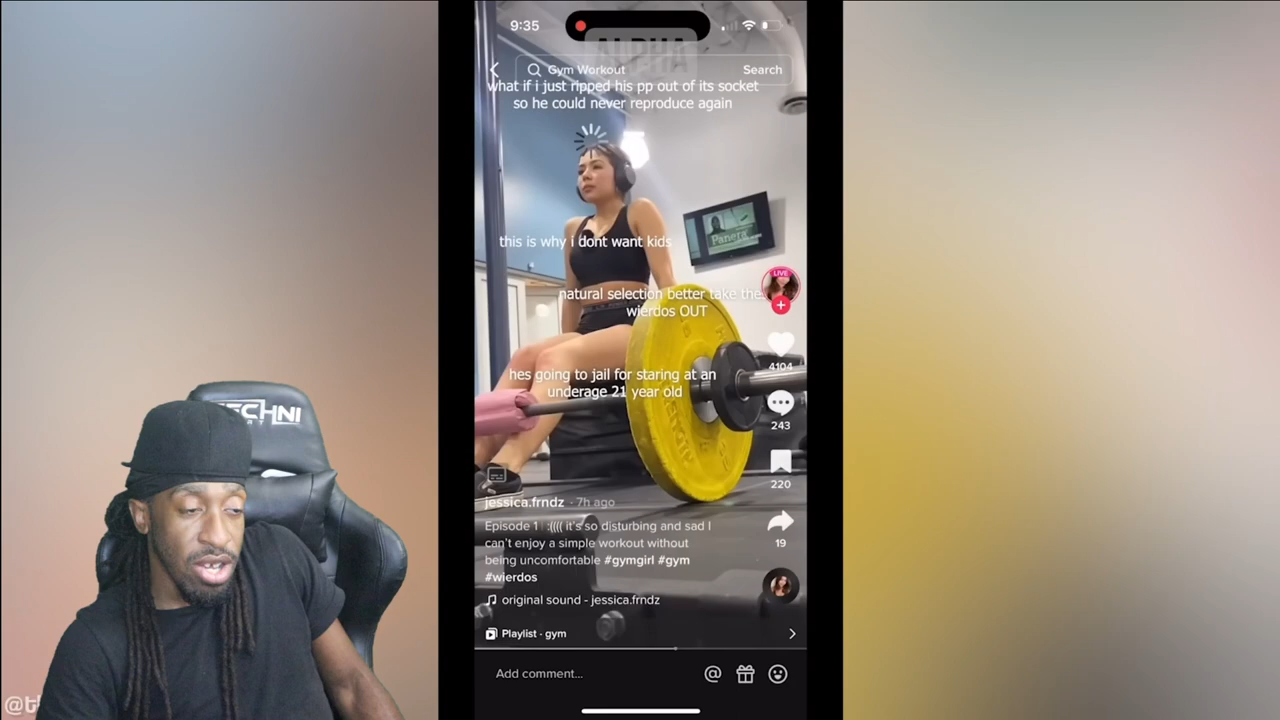 9:35
ALPHA
Gym Workout
Search
what if i just ripped his pp out of its socket
so he could never reproduce again
Panera
this is why i dont want kids
LIVE
natural selection better take the
wierdos OUT
4104
hes going to jail for staring at an
underage 21 year old
TECHNI
243
220
jessica.frndz · 7h ago
Episode 1 :(((( it's so disturbing and sad I
can't enjoy a simple workout without
being uncomfortable #gymgirl #gym
#wierdos
19
original sound - jessica.frndz
Playlist · gym
Add comment...